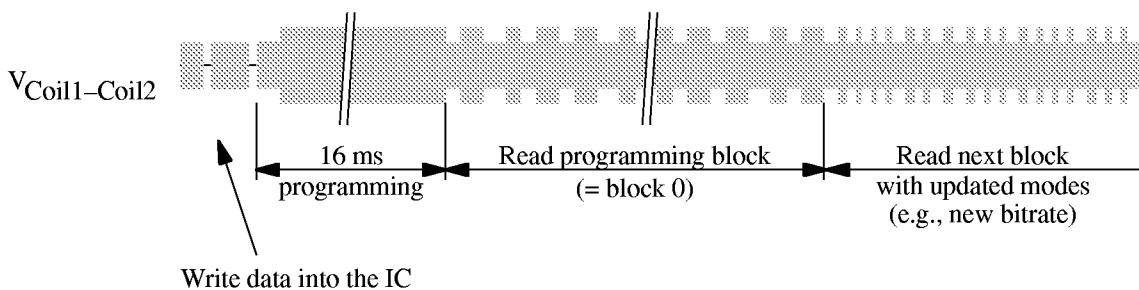 VCoil1–Coil2
16 ms
programming
Read programming block
(= block 0)
Read next block
with updated modes
(e.g., new bitrate)
Write data into the IC